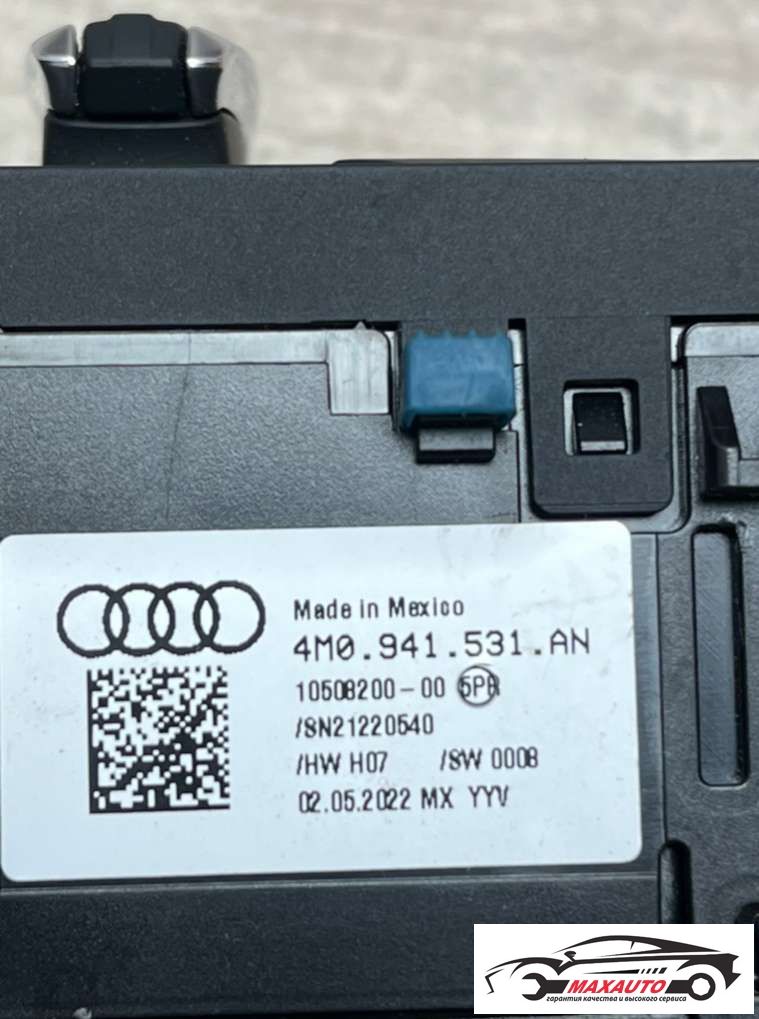 Made in Mexico
4M0.941.531.AN
10508200-00 5PR
/SN21220540
/HW H07 /SW 0008
02.05.2022 MX YYV
MAXAUTO
гарантия качества и высокого сервиса